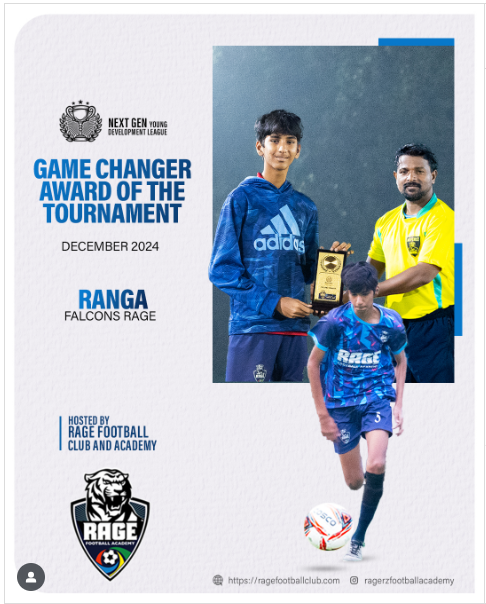 NEXT GEN YOUNG
DEVELOPMENT LEAGUE
GAME CHANGER
AWARD OF THE
TOURNAMENT
DECEMBER 2024
RANGA
FALCONS RAGE
adidas
RAGE
5
HOSTED BY
RAGE FOOTBALL
CLUB AND ACADEMY
RAGE
FOOTBALL ACADEMY
https://ragefootballclub.com
ragerzfootballacademy